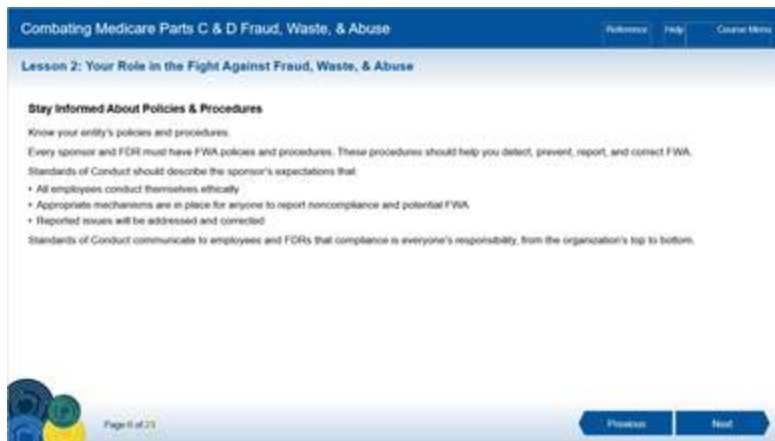 Combating Medicare Parts C & D Fraud, Waste, & Abuse
Reference Help Course Menu
Lesson 2: Your Role in the Fight Against Fraud, Waste, & Abuse
Stay Informed About Policies & Procedures
Know your entity's policies and procedures.
Every sponsor and FDR must have FWA policies and procedures. These procedures should help you detect, prevent, report, and correct FWA.
Standards of Conduct should describe the sponsor's expectations that:
• All employees conduct themselves ethically
• Appropriate mechanisms are in place for anyone to report noncompliance and potential FWA
• Reported issues will be addressed and corrected
Standards of Conduct communicate to employees and FDRs that compliance is everyone's responsibility, from the organization's top to bottom.
Page 6 of 23
Previous Next